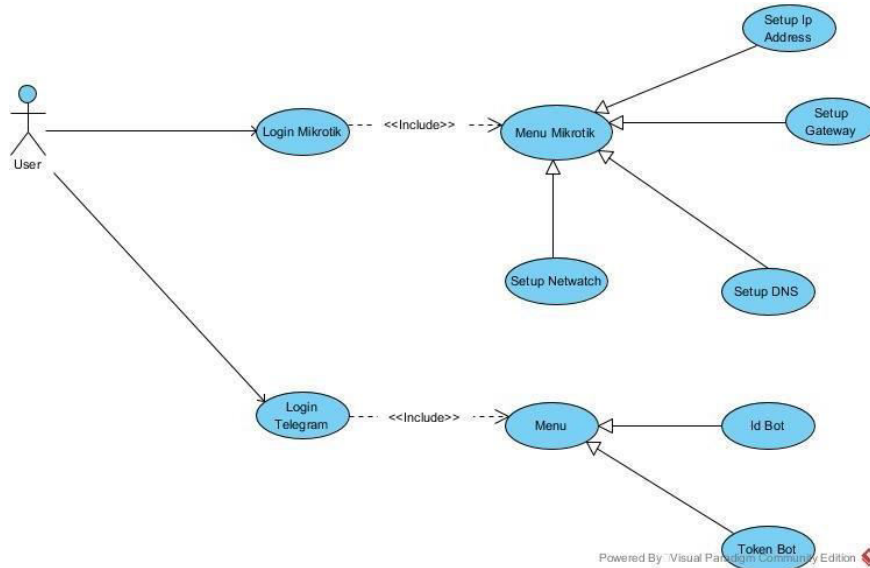 Setup Ip
Address
Setup
Gateway
Login Mikrotik
<<Include>>
Menu Mikrotik
User
Setup Netwatch
Setup DNS
Login
Telegram
<<Include>>
Menu
Id Bot
Token Bot
Powered By Visual Paradigm Community Edition